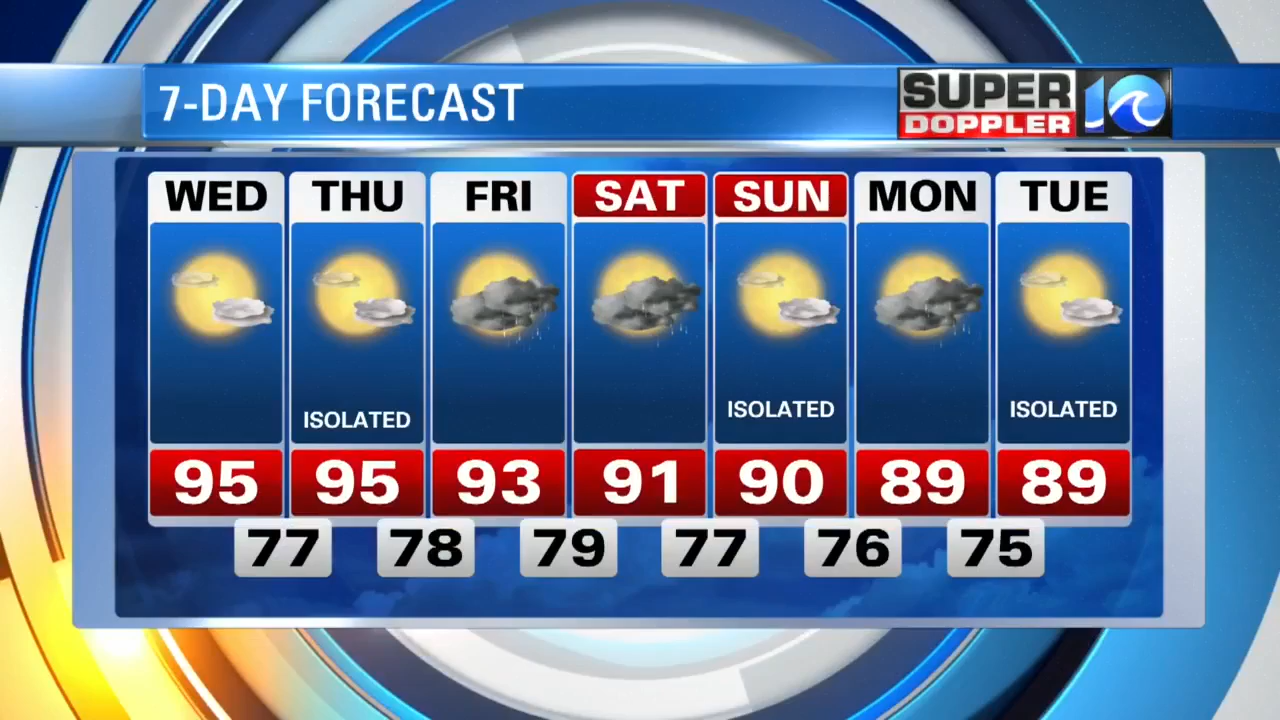 7-DAY FORECAST
SUPER
DOPPLER 10
WED THU FRI SAT SUN MON TUE
ISOLATED ISOLATED ISOLATED
95 95 93 91 90 89 89
77 78 79 77 76 75